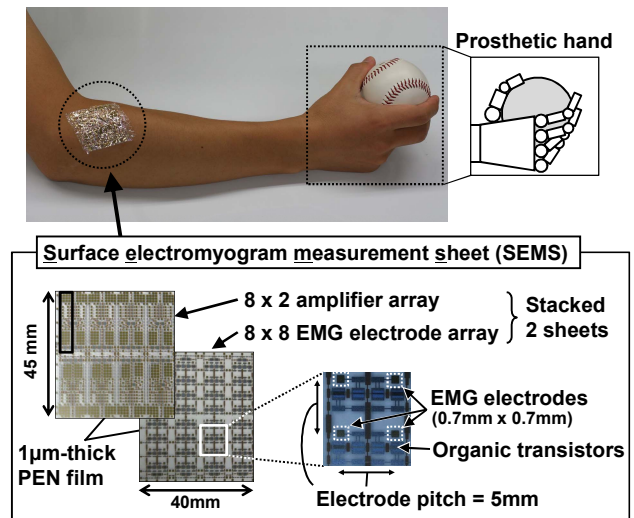 Prosthetic hand
Surface electromyogram measurement sheet (SEMS)
8 x 2 amplifier array
8 x 8 EMG electrode array
Stacked
2 sheets
45 mm
EMG electrodes
(0.7mm x 0.7mm)
Organic transistors
1µm-thick
PEN film
40mm
Electrode pitch = 5mm